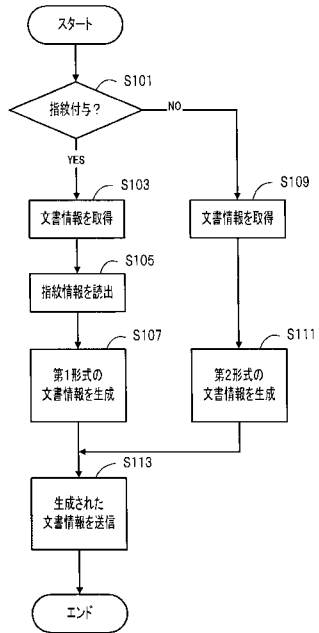 スタート
S101
指紋付与？
NO
YES
S103
文書情報を取得
S109
文書情報を取得
S105
指紋情報を読出
S107
第1形式の
文書情報を生成
S111
第2形式の
文書情報を生成
S113
生成された
文書情報を送信
エンド